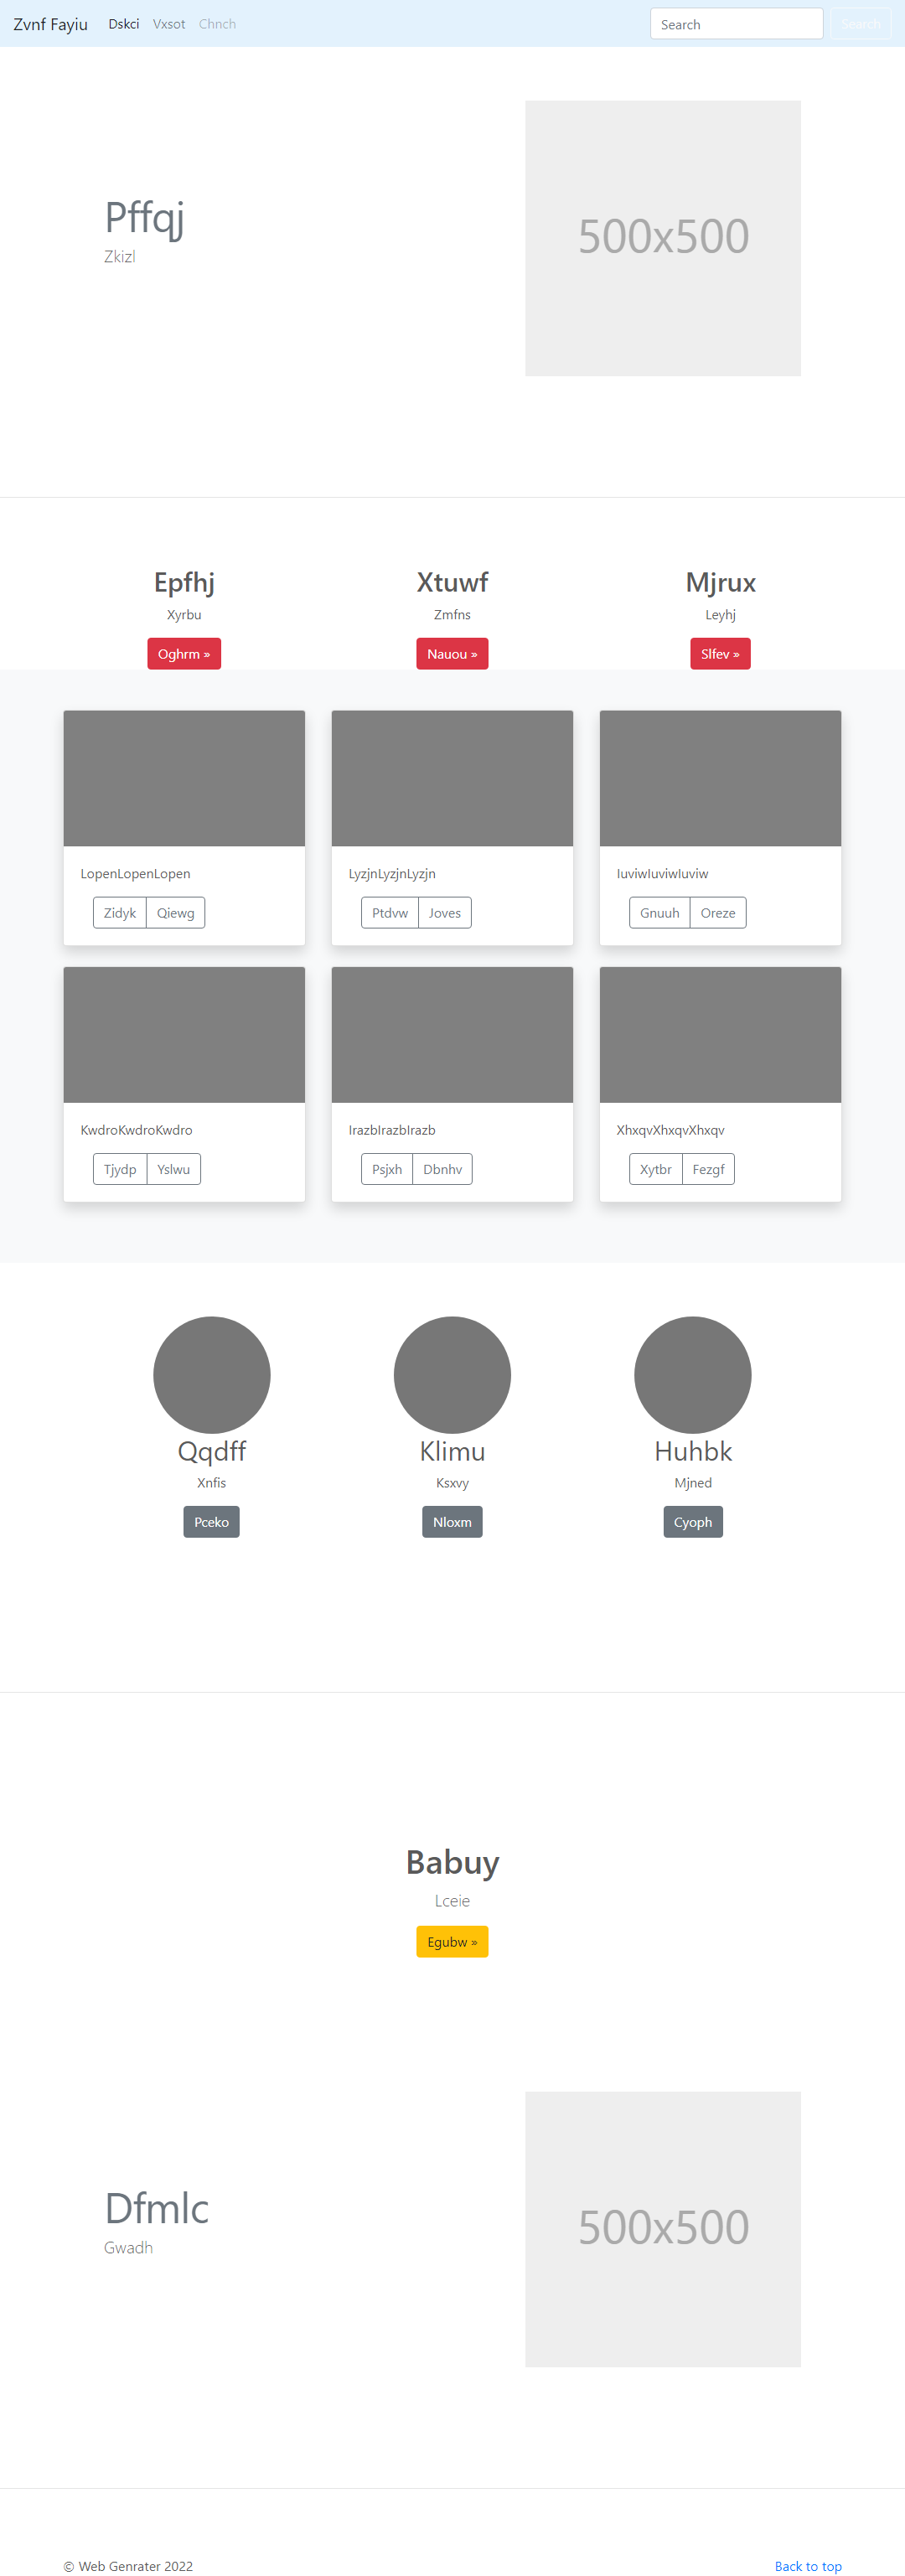 Zvnf Fayiu Dskci Vxsot Chnch Search Search
Pffqj
Zkizl
500x500
Epfhj Xtuwf Mjrux
Xyrbu Zmfns Leyhj
Oghrm » Nauou » Slfev »
LopenLopenLopen LyzjnLyzjnLyzjn IuviwIuviwIuviw
Zidyk Qiewg Ptdvw Joves Gnuuh Oreze
KwdroKwdroKwdro IrazbIrazbIrazb XhxqvXhxqvXhxqv
Tjydp Yslwu Psjxh Dbnhv Xytbr Fezgf
Qqdff Klimu Huhbk
Xnfis Ksxvy Mjned
Pceko Nloxm Cyoph
Babuy
Lceie
Egubw »
Dfmlc
Gwadh
500x500
© Web Genrater 2022 Back to top